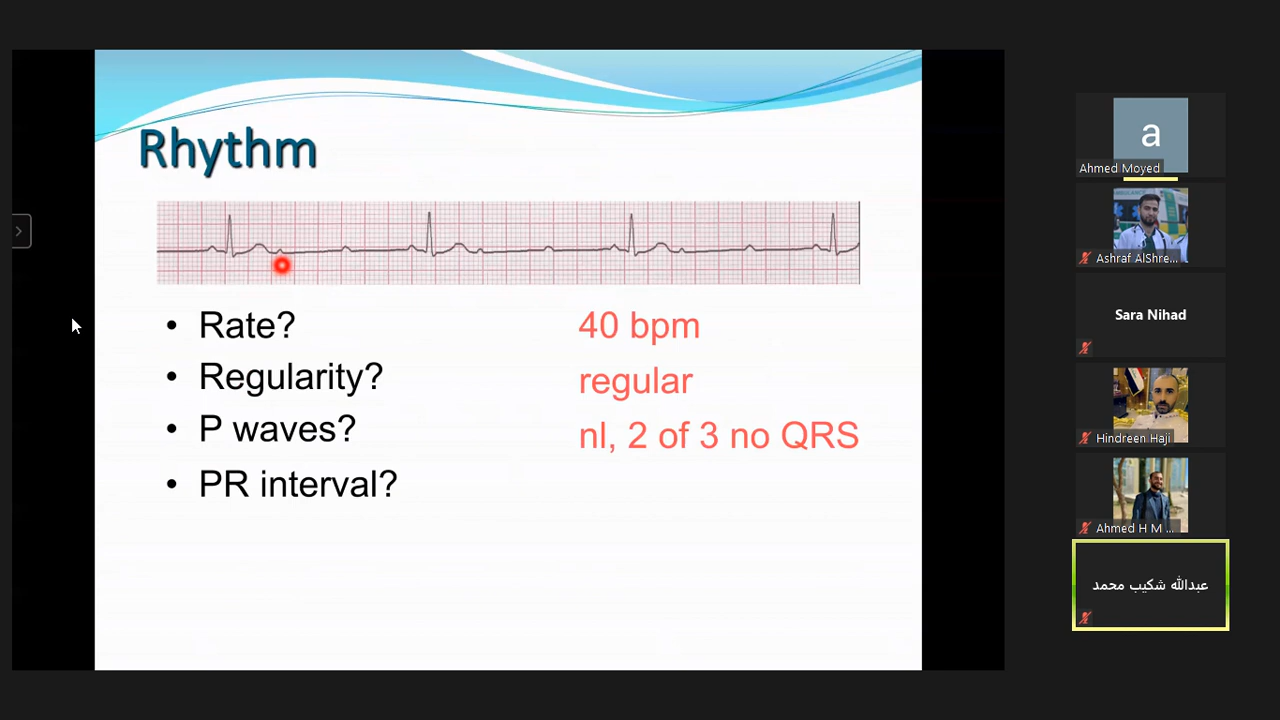 Rhythm
• Rate?
40 bpm
• Regularity?
regular
• P waves?
nl, 2 of 3 no QRS
• PR interval?
a
Ahmed Moyed
Ashraf AlShre...
Sara Nihad
Hindreen Haji
Ahmed H M ...
عبدالله شكيب محمد